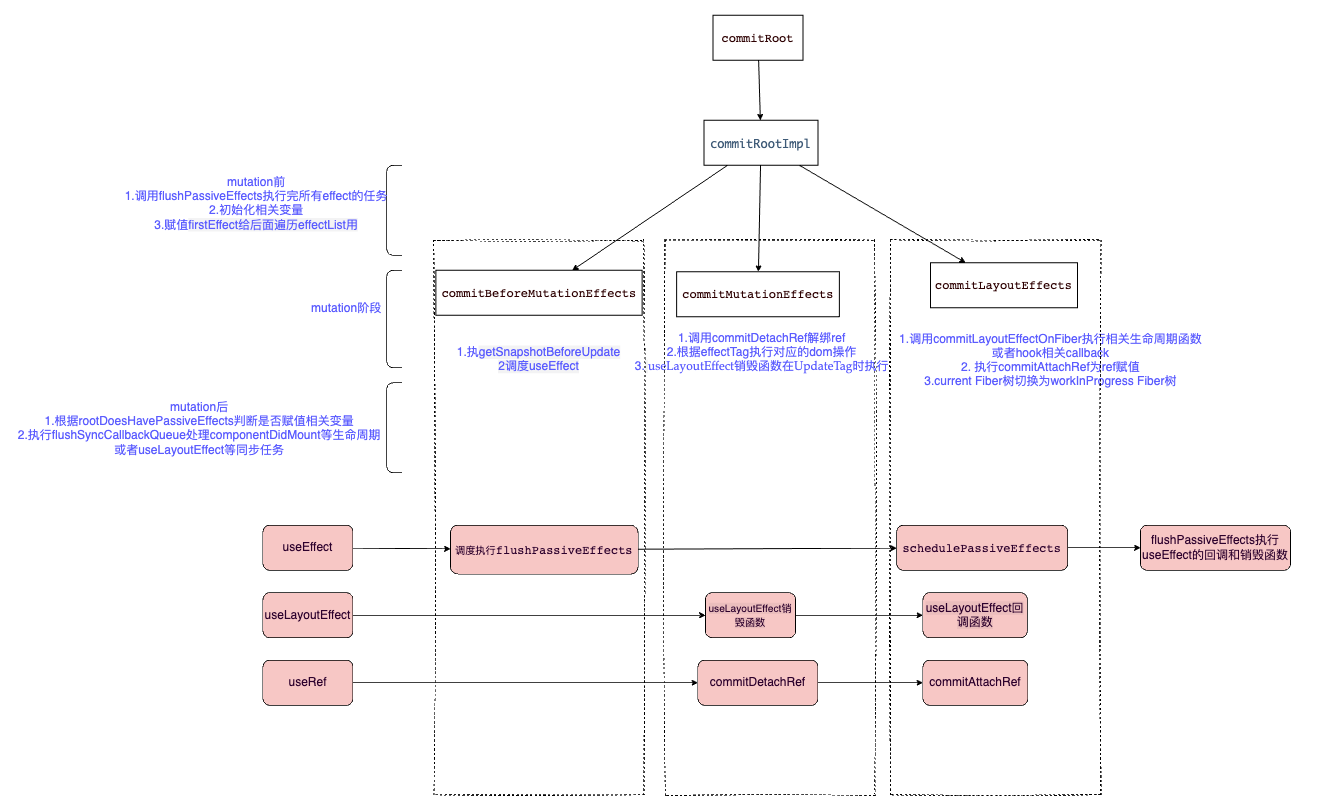 commitRoot
commitRootImpl
mutation前
1.调用flushPassiveEffects执行完所有effect的任务
2.初始化相关变量
3.赋值firstEffect给后面遍历effectList用
mutation阶段
mutation后
1.根据rootDoesHavePassiveEffects判断是否赋值相关变量
2.执行flushSyncCallbackQueue处理componentDidMount等生命周期
或者useLayoutEffect等同步任务
commitBeforeMutationEffects
1.执getSnapshotBeforeUpdate
2调度useEffect
commitMutationEffects
1.调用commitDetachRef解绑ref
2.根据effectTag执行对应的dom操作
3. useLayoutEffect销毁函数在UpdateTag时执行
commitLayoutEffects
1.调用commitLayoutEffectOnFiber执行相关生命周期函数
或者hook相关callback
2. 执行commitAttachRef为ref赋值
3.current Fiber树切换为workInProgress Fiber树
useEffect
调度执行flushPassiveEffects
schedulePassiveEffects
flushPassiveEffects执行
useEffect的回调和销毁函数
useLayoutEffect
useLayoutEffect销
毁函数
useLayoutEffect回
调函数
useRef
commitDetachRef
commitAttachRef